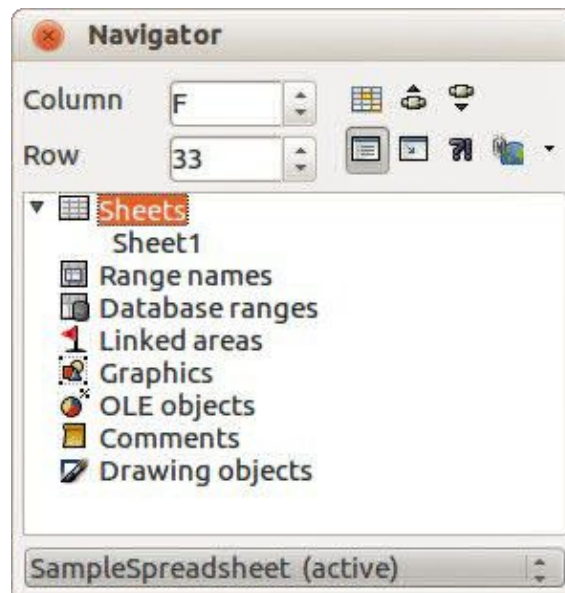 Navigator
Column F
Row 33
Sheets
Sheet1
Range names
Database ranges
Linked areas
Graphics
OLE objects
Comments
Drawing objects
SampleSpreadsheet (active)